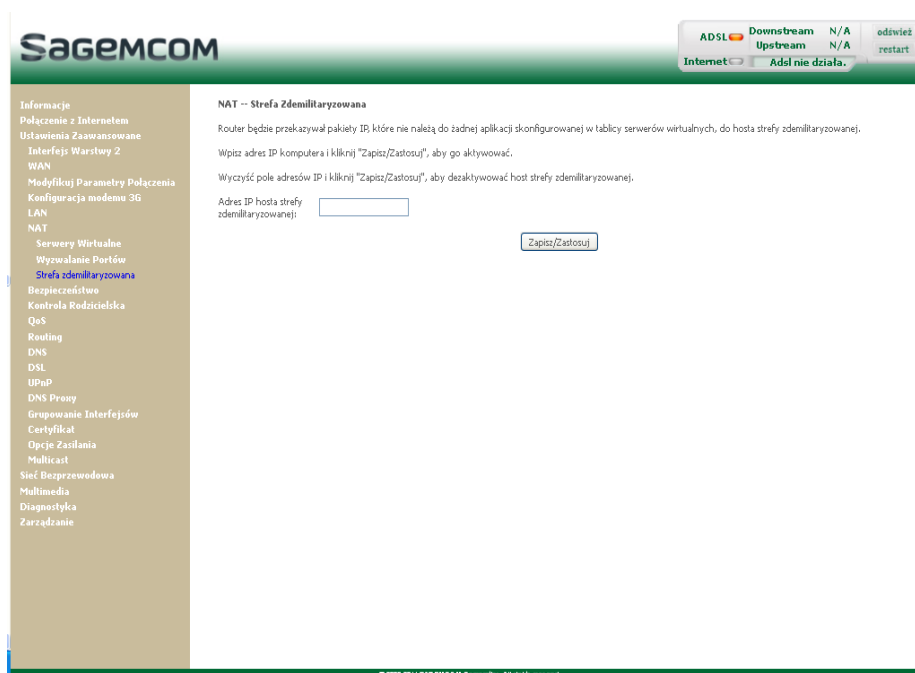 Sagemcom
ADSL Downstream N/A
Upstream N/A
Internet Adsl nie działa.
odśwież
restart
Informacje
Połączenie z Internetem
Ustawienia Zaawansowane
Interfejs Warstwy 2
WAN
Modyfikuj Parametry Połączenia
Konfiguracja modemu 3G
LAN
NAT
Serwery Wirtualne
Wyzwalanie Portów
Strefa zdemilitaryzowana
Bezpieczeństwo
Kontrola Rodzicielska
QoS
Routing
DNS
DSL
UPnP
DNS Proxy
Grupowanie Interfejsów
Certyfikat
Opcje Zasilania
Multicast
Sieć Bezprzewodowa
Multimedia
Diagnostyka
Zarządzanie
NAT -- Strefa Zdemilitaryzowana
Router będzie przekazywał pakiety IP, które nie należą do żadnej aplikacji skonfigurowanej w tablicy serwerów wirtualnych, do hosta strefy zdemilitaryzowanej.
Wpisz adres IP komputera i kliknij "Zapisz/Zastosuj", aby go aktywować.
Wyczyść pole adresów IP i kliknij "Zapisz/Zastosuj", aby dezaktywować host strefy zdemilitaryzowanej.
Adres IP hosta strefy
zdemilitaryzowanej:
Zapisz/Zastosuj